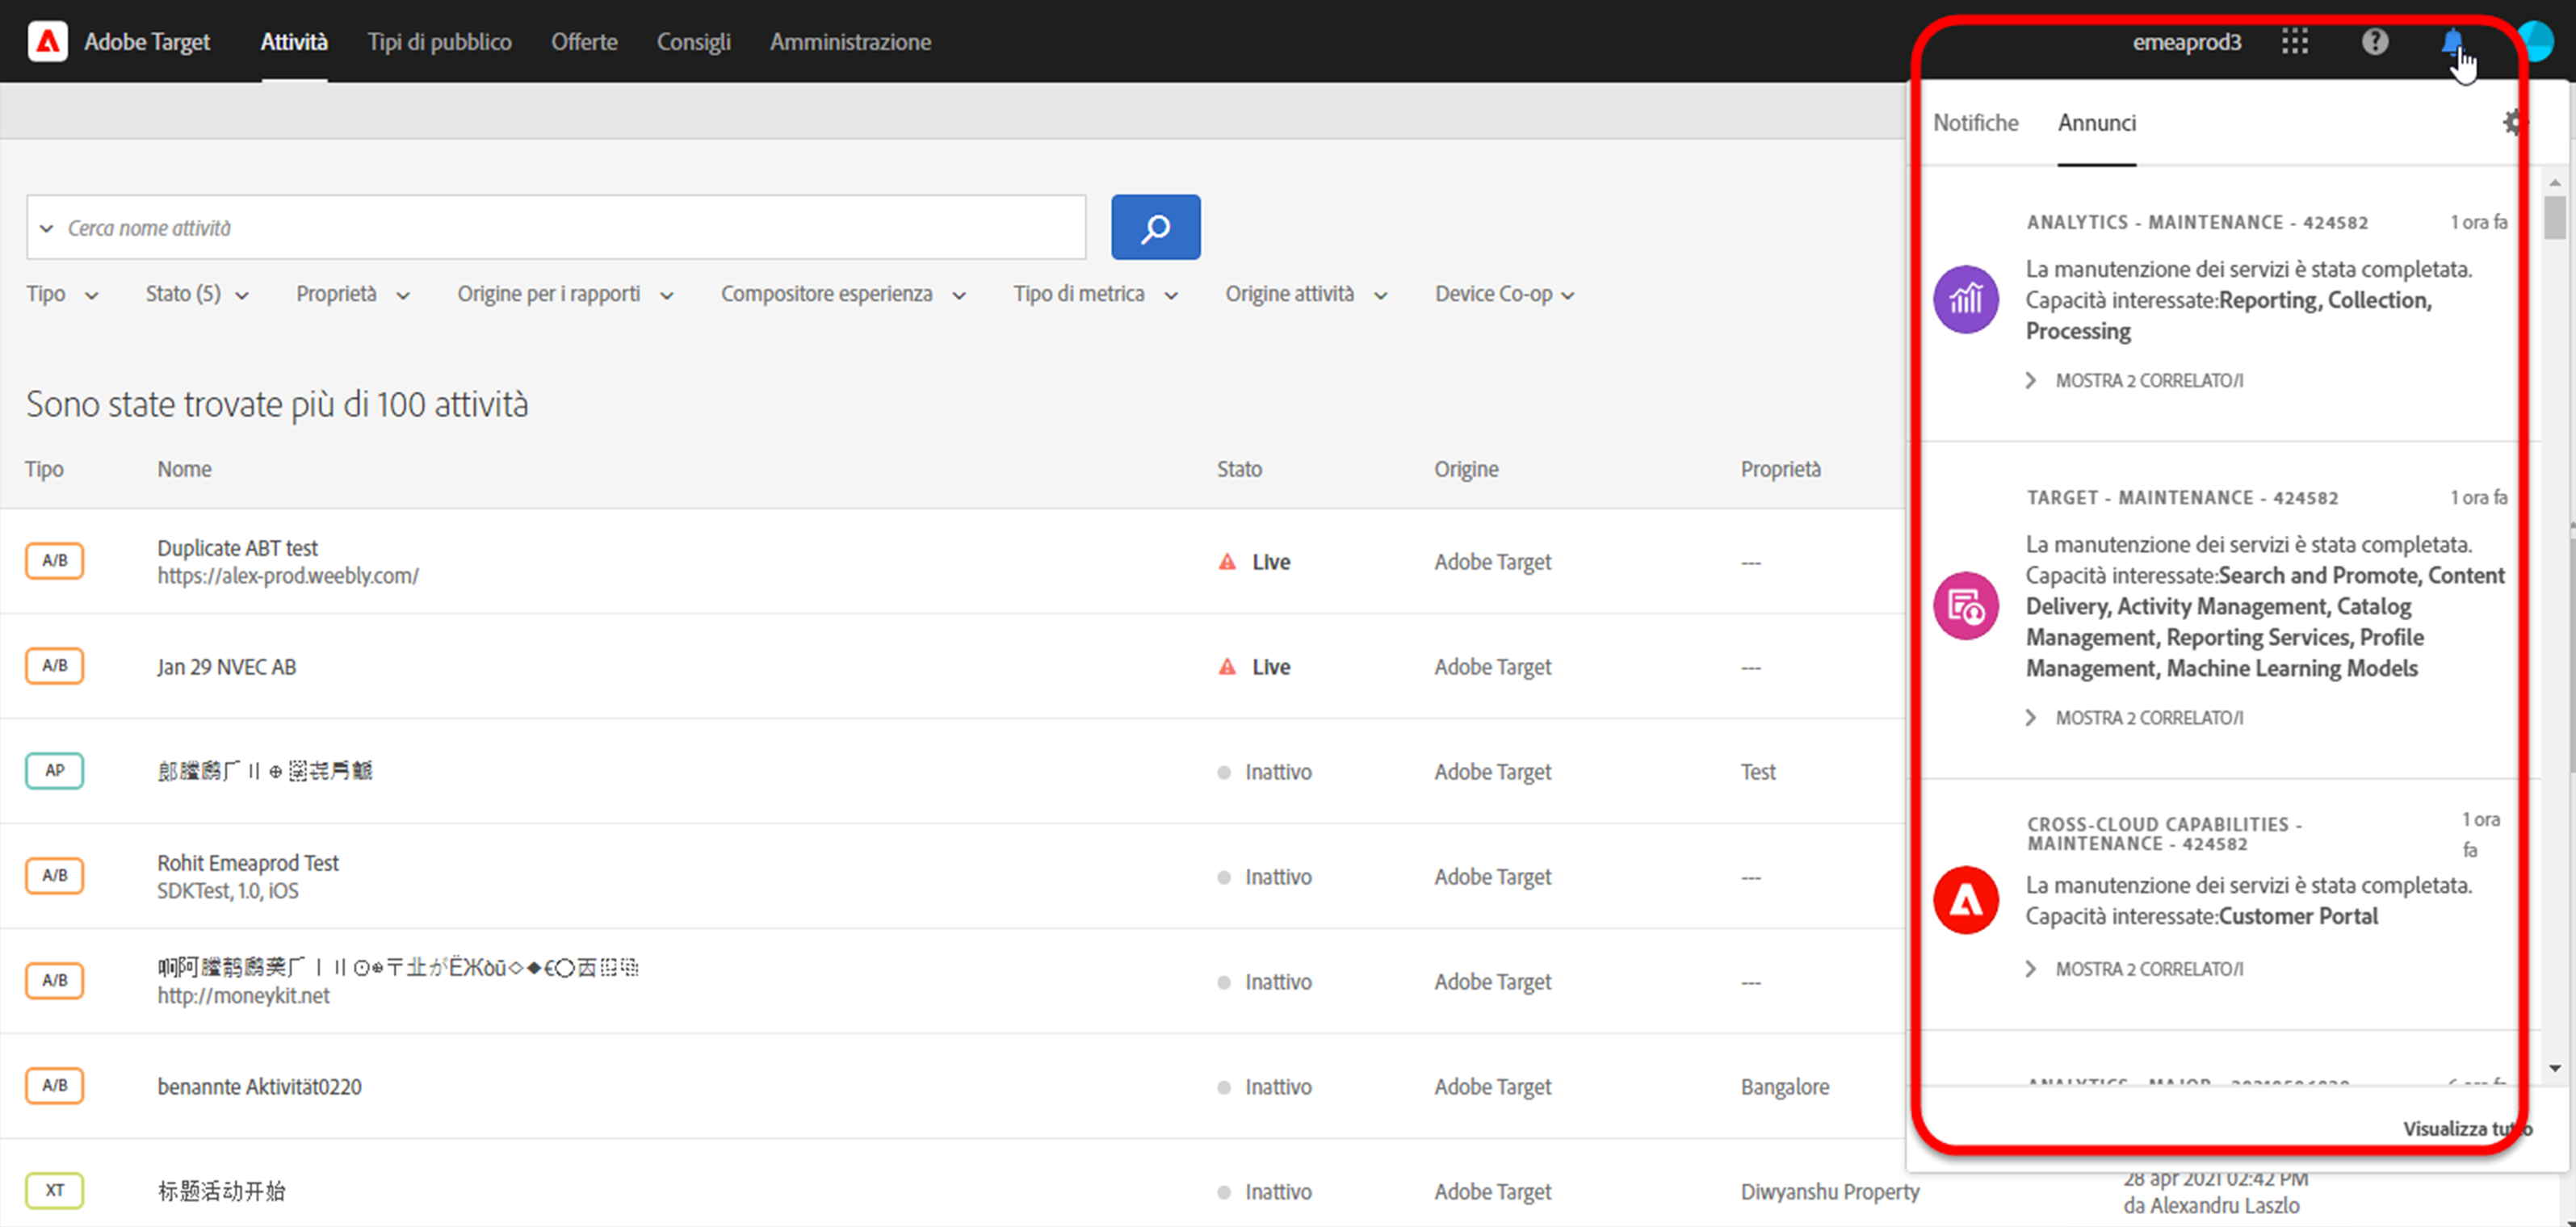 Adobe Target Attività Tipi di pubblico Offerte Consigli Amministrazione emeaprod3
Notifiche Annunci
Cerca nome attività
Tipo Stato (5) Proprietà Origine per i rapporti Compositore esperienza Tipo di metrica Origine attività Device Co-op
Sono state trovate più di 100 attività
Tipo Nome Stato Origine Proprietà
A/B Duplicate ABT test Live Adobe Target ---
https://alex-prod.weebly.com/
A/B Jan 29 NVEC AB Live Adobe Target ---
AP Inattivo Adobe Target Test
A/B Rohit Emeaprod Test Inattivo Adobe Target ---
SDKTest, 1.0, iOS
A/B Inattivo Adobe Target ---
http://moneykit.net
A/B benannte Aktivität0220 Inattivo Adobe Target Bangalore
XT 标题活动开始 Inattivo Adobe Target Diwyanshu Property 28 apr 2021 02:42 PM
da Alexandru Laszlo
ANALYTICS - MAINTENANCE - 424582 1 ora fa
La manutenzione dei servizi è stata completata.
Capacità interessate:Reporting, Collection,
Processing
MOSTRA 2 CORRELATO/I
TARGET - MAINTENANCE - 424582 1 ora fa
La manutenzione dei servizi è stata completata.
Capacità interessate:Search and Promote, Content
Delivery, Activity Management, Catalog
Management, Reporting Services, Profile
Management, Machine Learning Models
MOSTRA 2 CORRELATO/I
CROSS-CLOUD CAPABILITIES - 1 ora
MAINTENANCE - 424582 fa
La manutenzione dei servizi è stata completata.
Capacità interessate:Customer Portal
MOSTRA 2 CORRELATO/I
ANALYTICS - MAJOR
Visualizza tutto